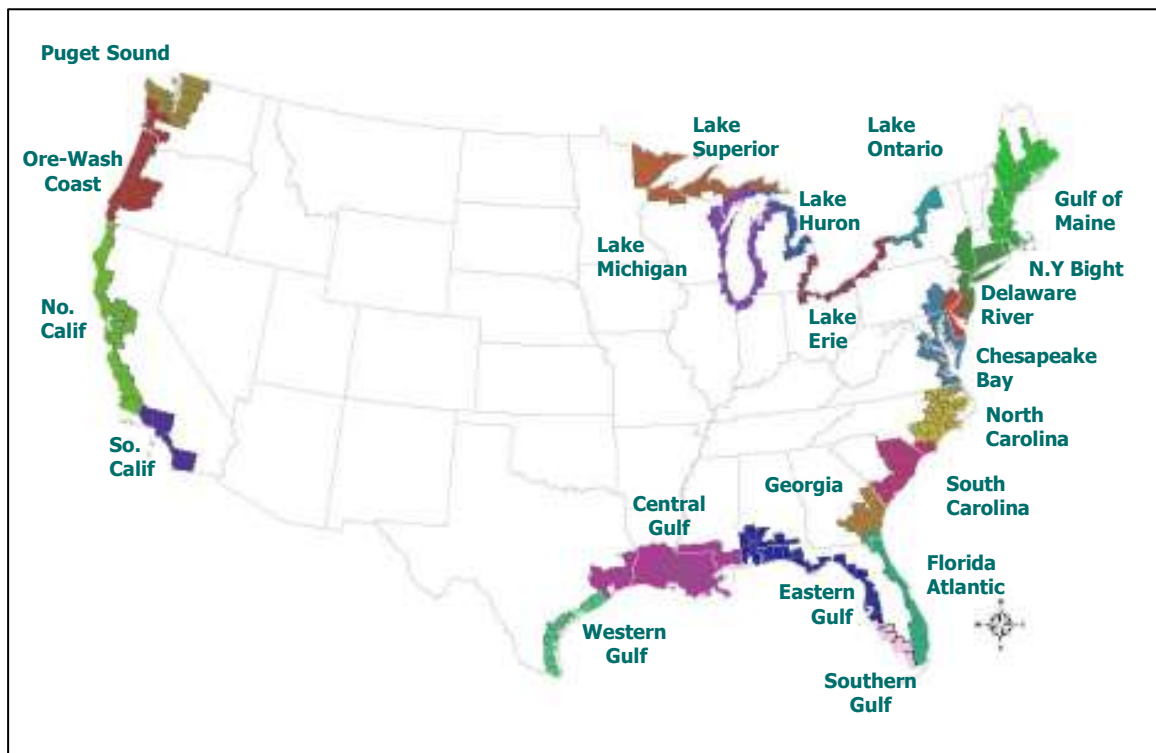 Puget Sound
Ore-Wash
Coast
No.
Calif
So.
Calif
Lake
Superior
Lake
Michigan
Lake
Huron
Lake
Erie
Lake
Ontario
Gulf of
Maine
N.Y Bight
Delaware
River
Chesapeake
Bay
North
Carolina
South
Carolina
Georgia
Florida
Atlantic
Central
Gulf
Eastern
Gulf
Western
Gulf
Southern
Gulf